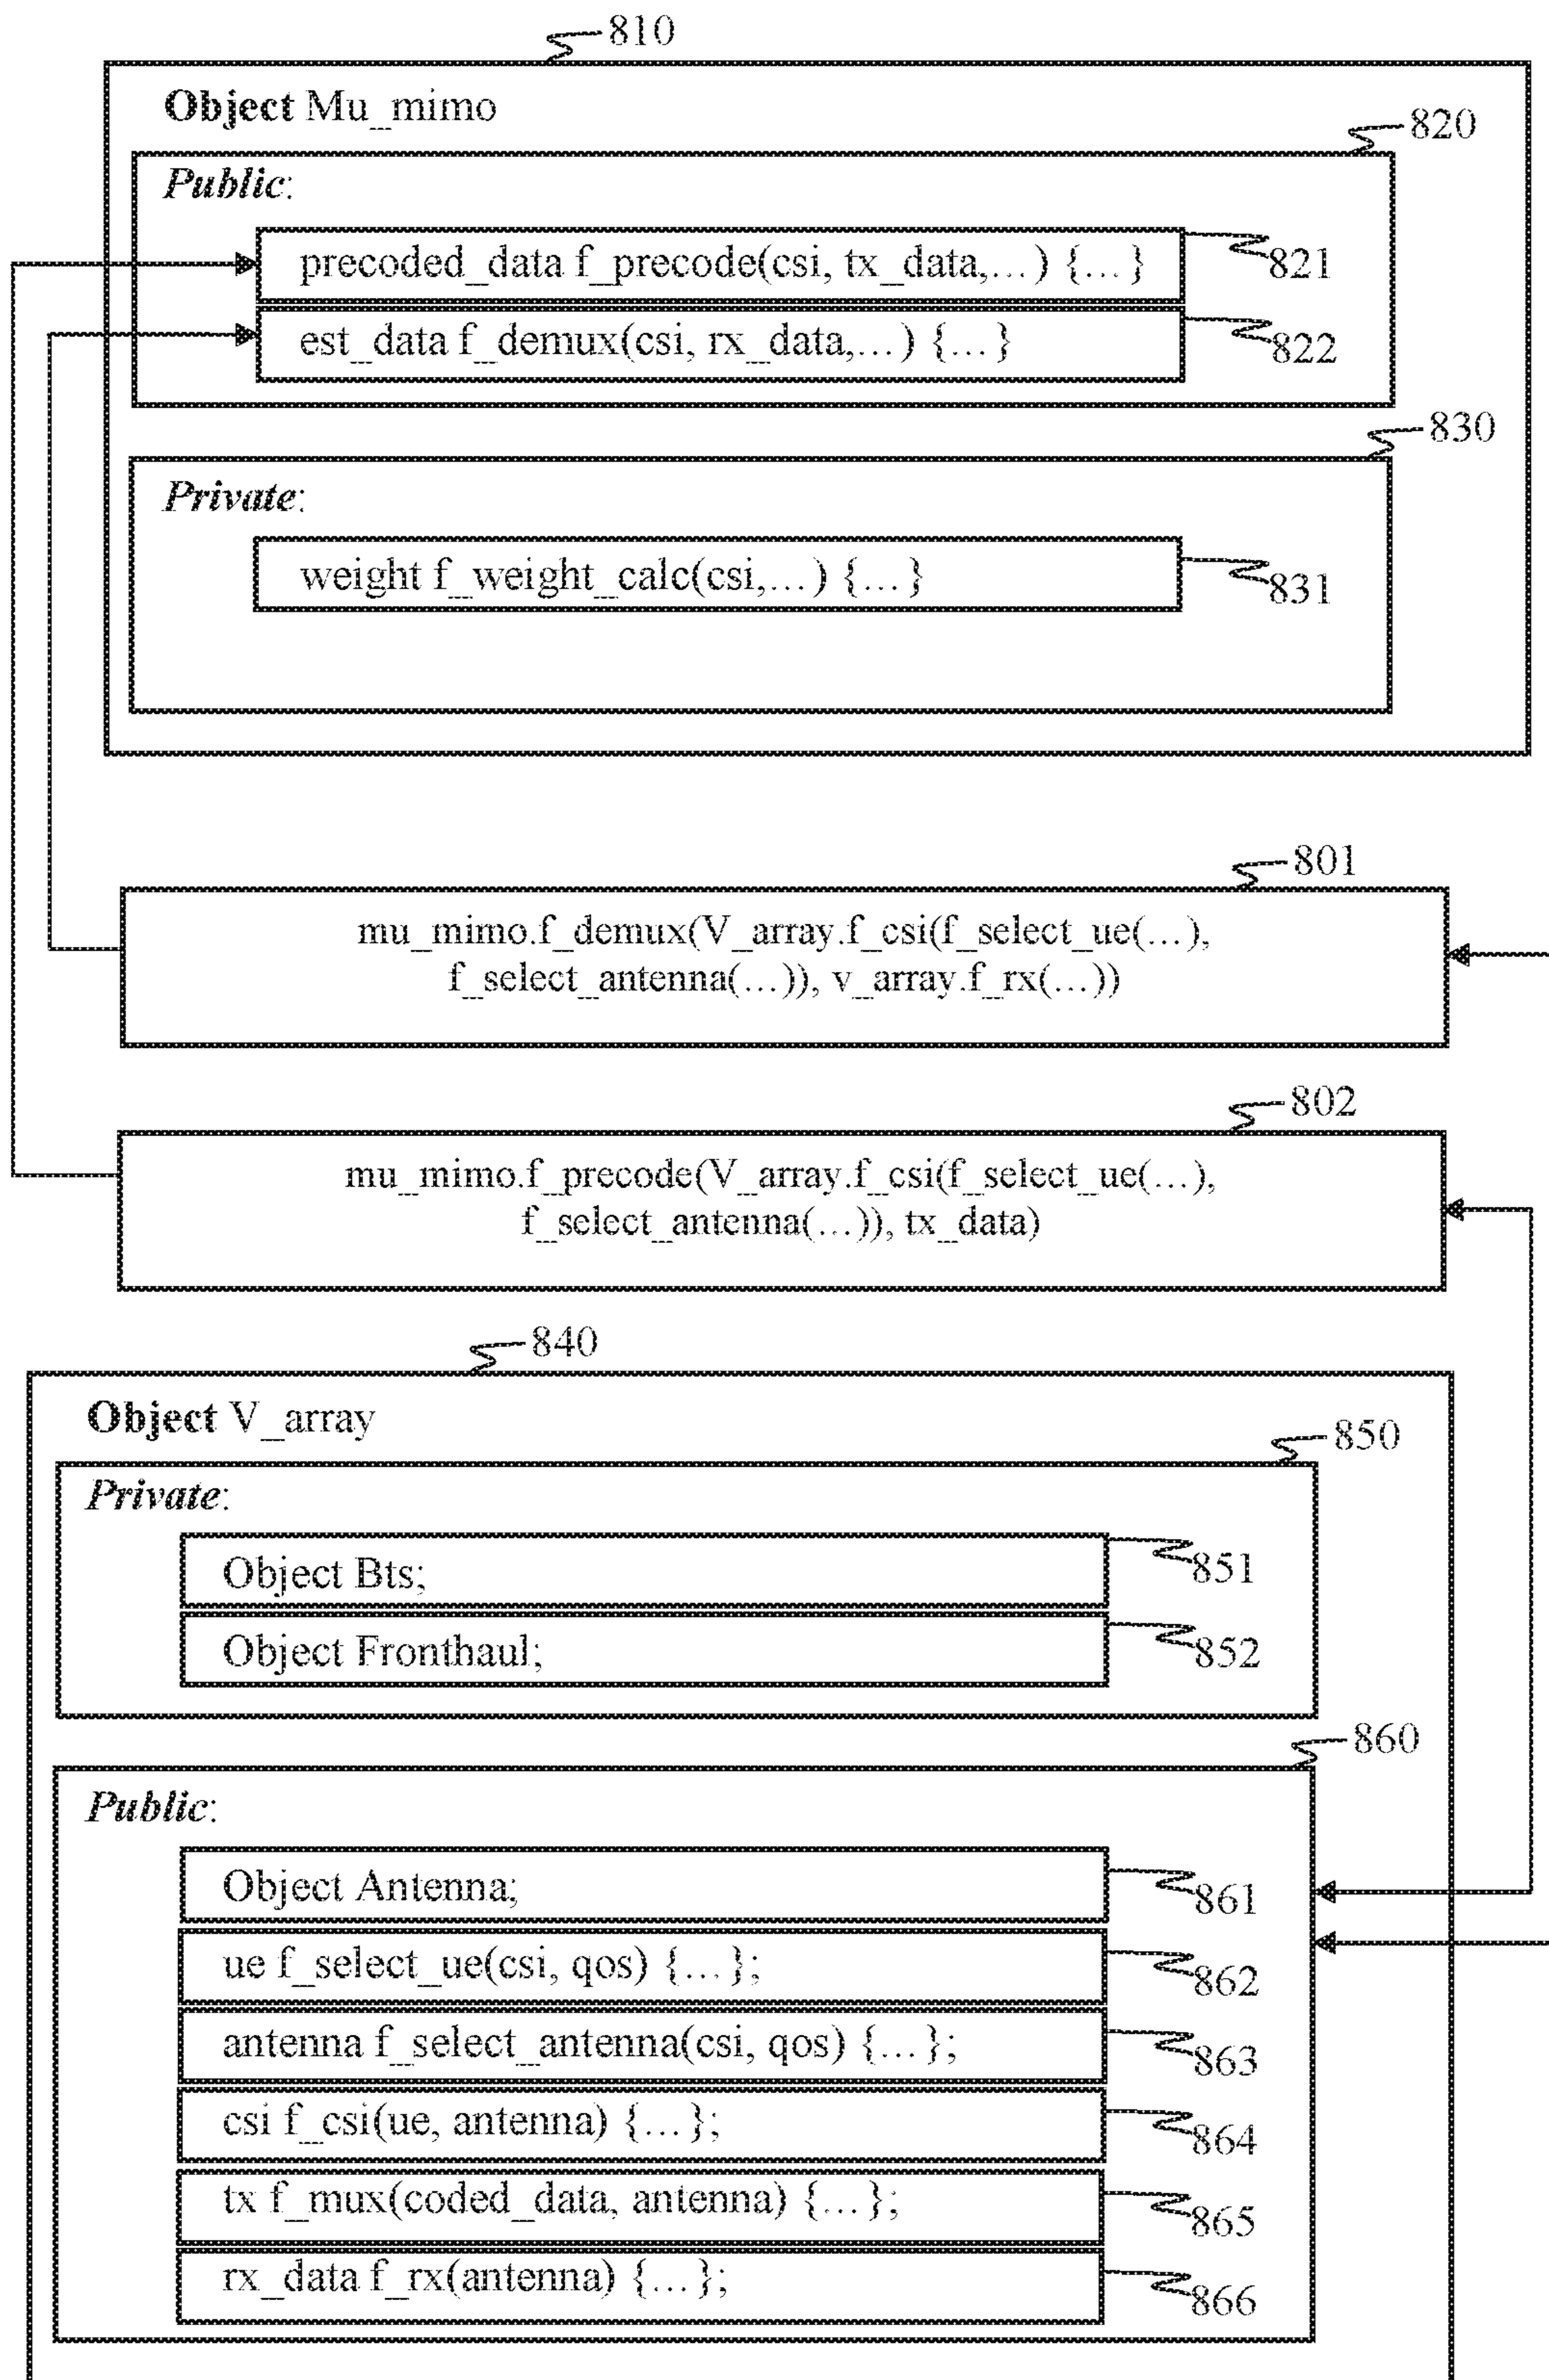 810
Object Mu_mimo
820
Public:
precoded_data f_precode(csi, tx_data,...) {...}
821
est_data f_demux(csi, rx_data,...) {...}
822
830
Private:
weight f_weight_calc(csi,...) {...}
831
801
mu_mimo.f_demux(V_array.f_csi(f_select_ue(...),
f_select_antenna(...)), v_array.f_rx(...))
802
mu_mimo.f_precode(V_array.f_csi(f_select_ue(...),
f_select_antenna(...)), tx_data)
840
Object V_array
850
Private:
Object Bts;
851
Object Fronthaul;
852
860
Public:
Object Antenna;
861
ue f_select_ue(csi, qos) {...};
862
antenna f_select_antenna(csi, qos) {...};
863
csi f_csi(ue, antenna) {...};
864
tx f_mux(coded_data, antenna) {...};
865
rx_data f_rx(antenna) {...};
866